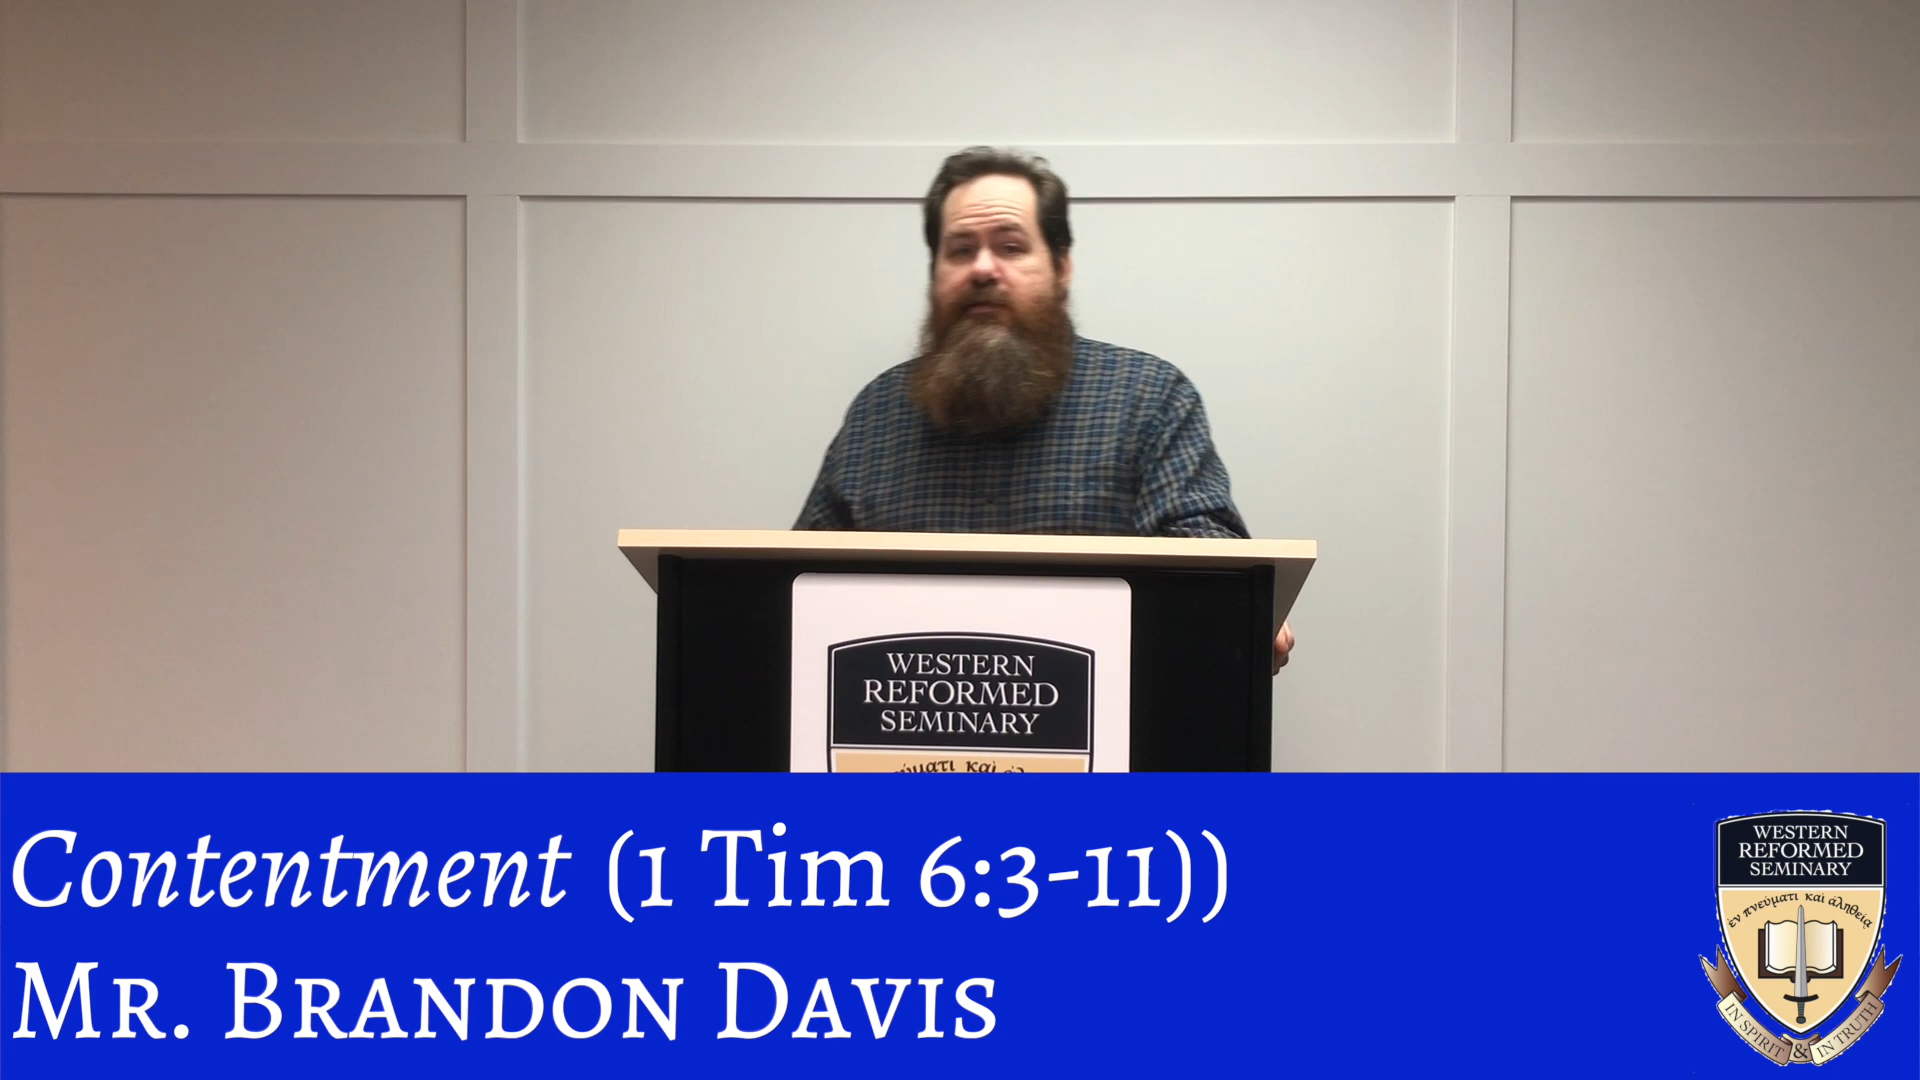 WESTERN
REFORMED
SEMINARY
Contentment (1 Tim 6:3-11))
MR. BRANDON DAVIS
WESTERN
REFORMED
SEMINARY
ἐν πνεύματι καὶ ἀληθείᾳ
IN SPIRIT & IN TRUTH